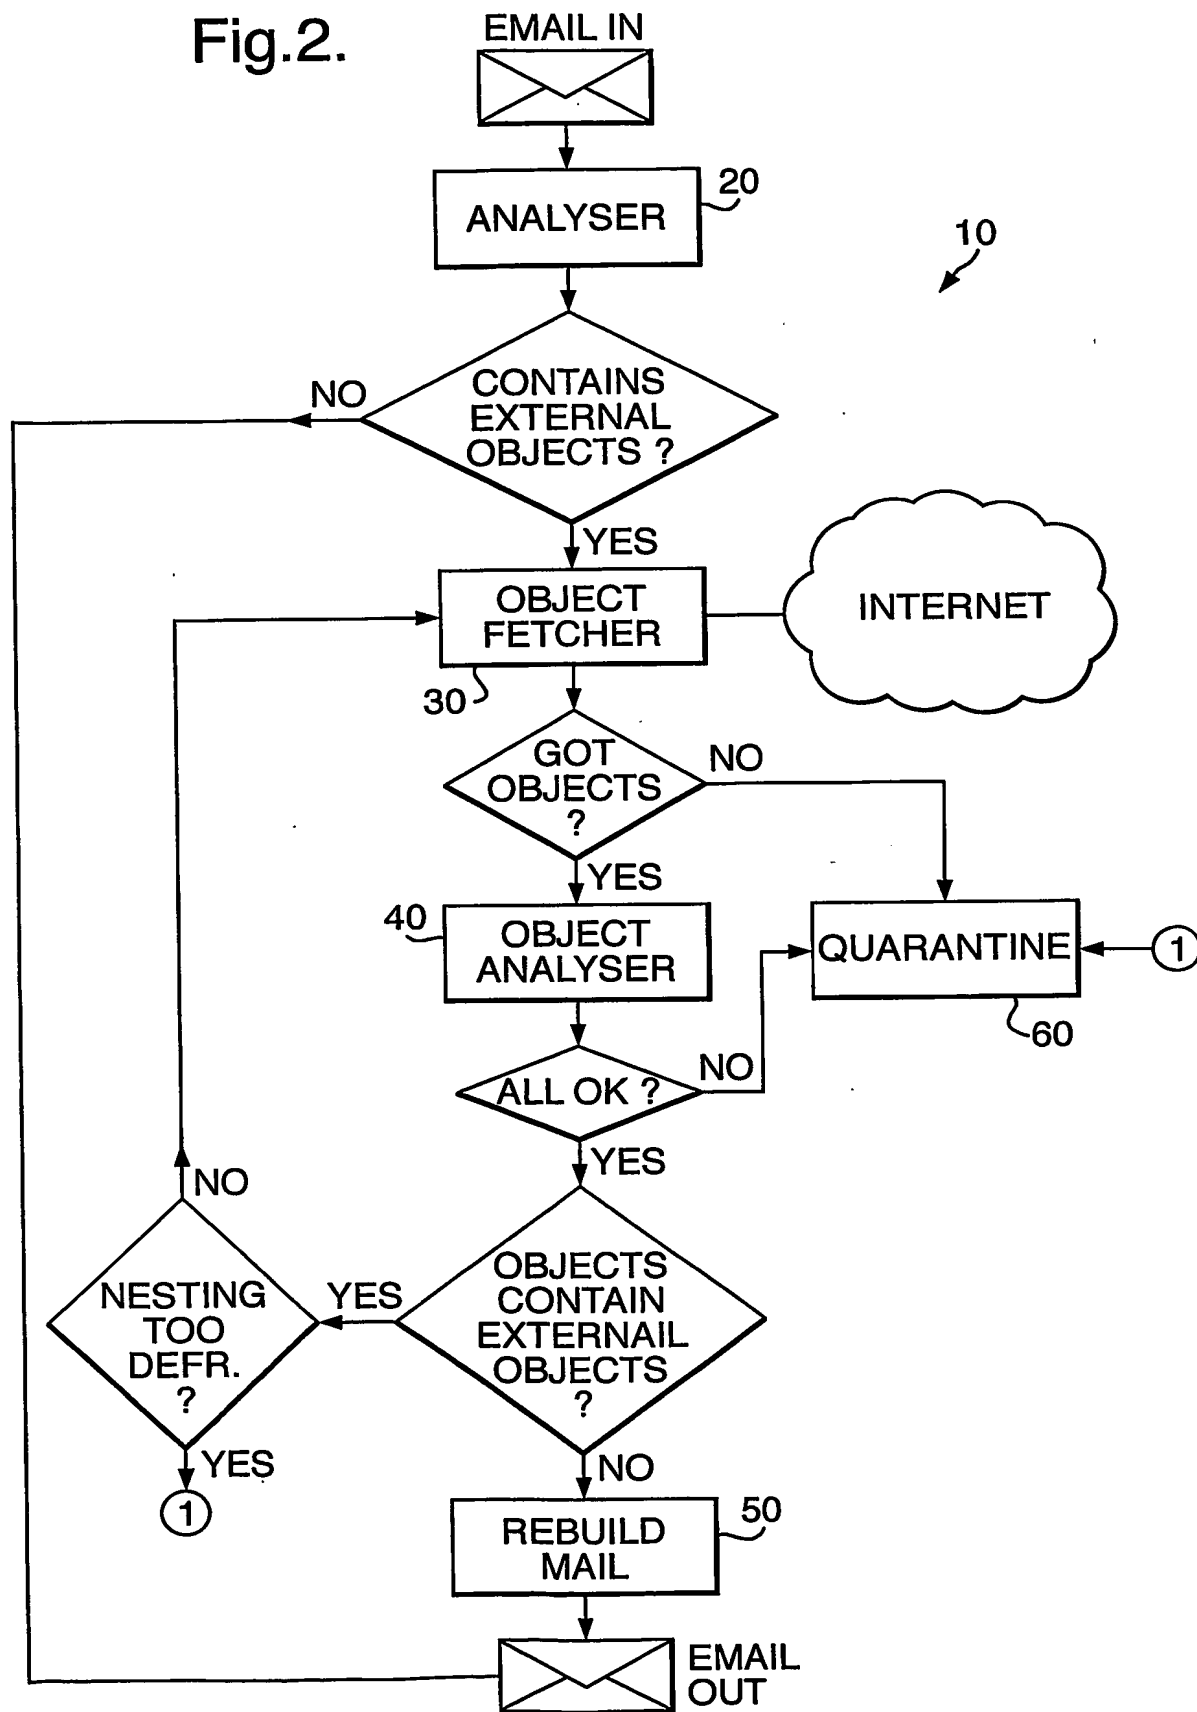 Fig.2.
EMAIL IN
ANALYSER
20
10
CONTAINS
EXTERNAL
OBJECTS ?
NO
YES
OBJECT
FETCHER
30
INTERNET
GOT
OBJECTS
?
NO
YES
40
OBJECT
ANALYSER
QUARANTINE
1
60
ALL OK ?
NO
YES
NO
NESTING
TOO
DEFR.
?
YES
OBJECTS
CONTAIN
EXTERNAIL
OBJECTS
?
YES
1
NO
REBUILD
MAIL
50
EMAIL
OUT